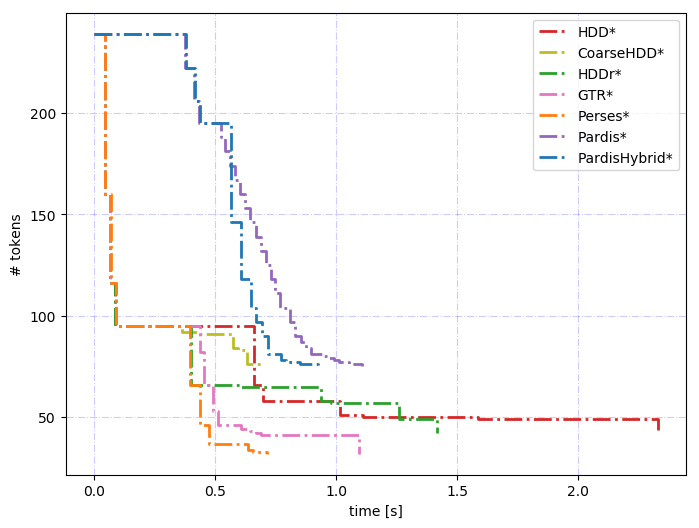 HDD*
CoarseHDD*
HDDr*
GTR*
Perses*
Pardis*
PardisHybrid*
200
150
100
50
# tokens
0.0 0.5 1.0 1.5 2.0
time [s]